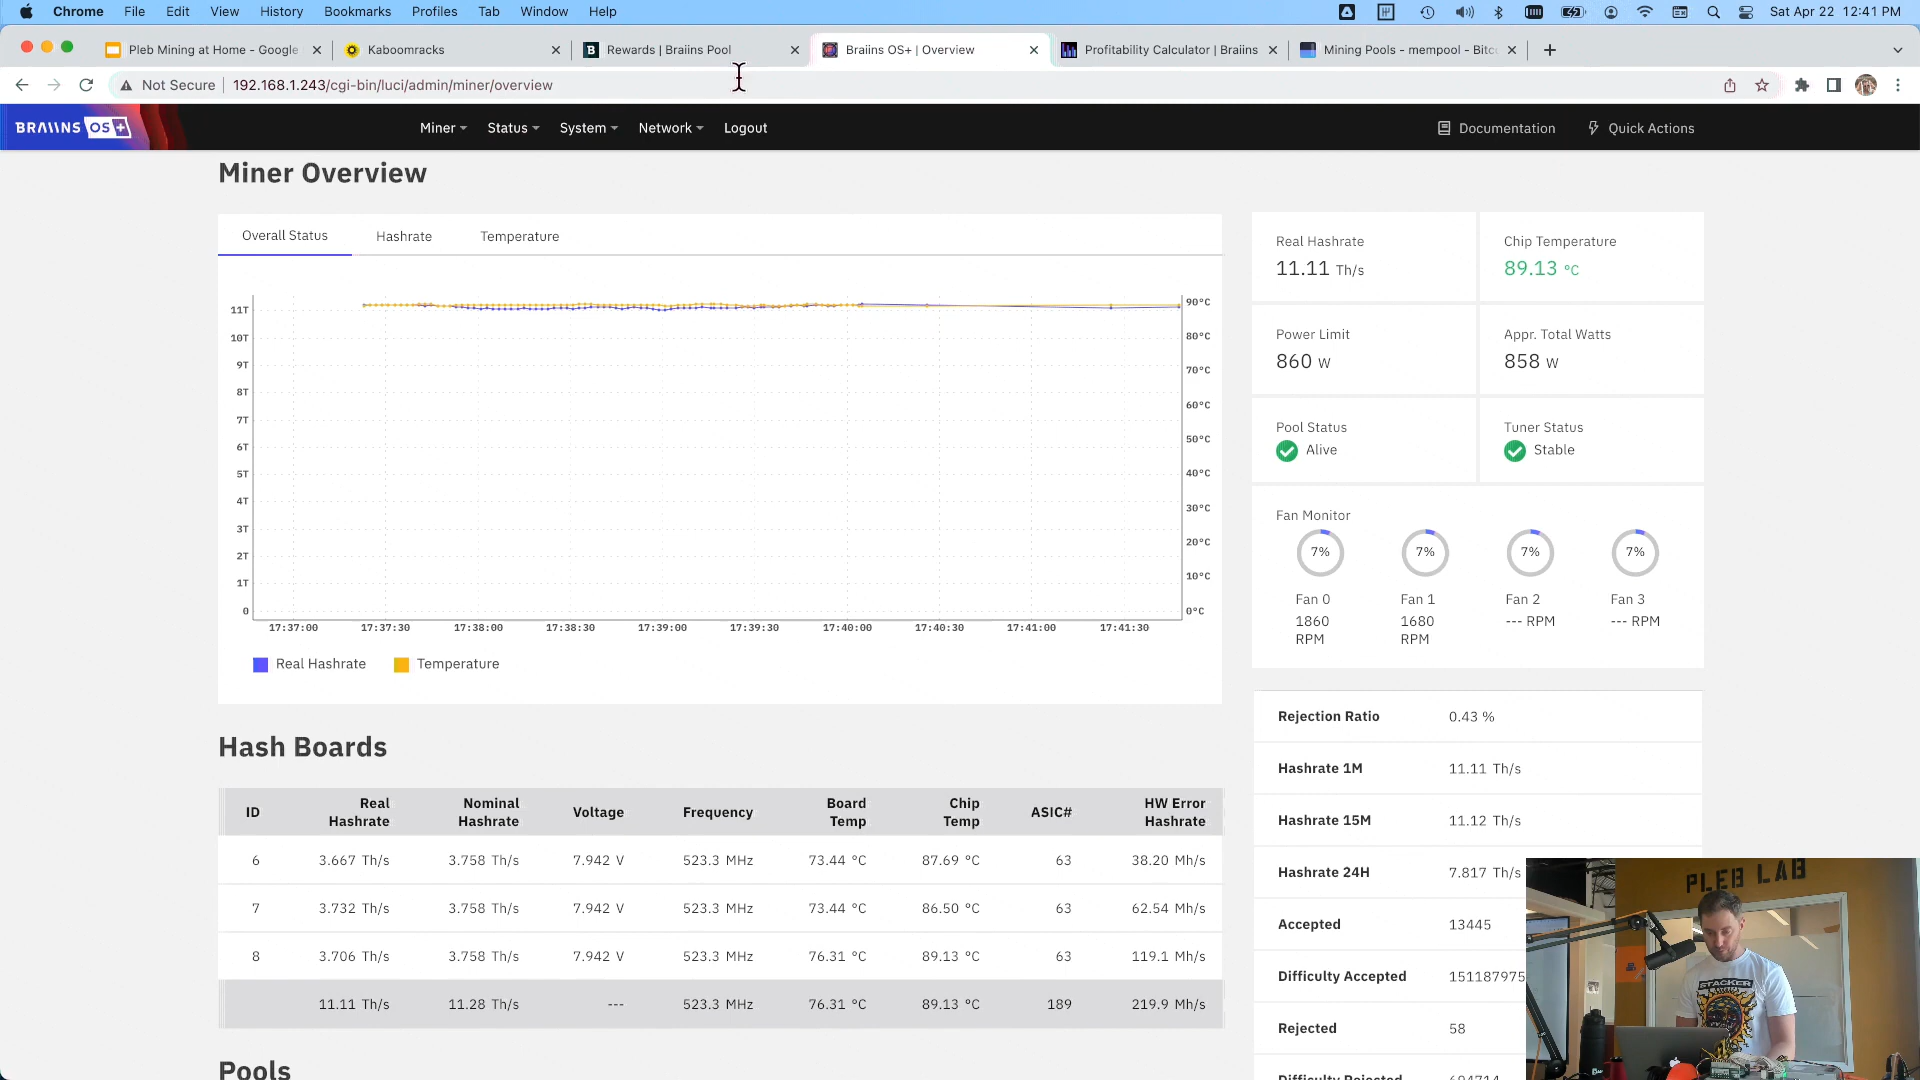 Chrome File Edit View History Bookmarks Profiles Tab Window Help
Sat Apr 22 12:41 PM
Pleb Mining at Home - Google
Kaboomracks
Rewards | Braiins Pool
Braiins OS+ | Overview
Profitability Calculator | Braiins
Mining Pools - mempool - Bitc
Not Secure
192.168.1.243/cgi-bin/luci/admin/miner/overview
BRAIINS OS+
Miner Status System Network Logout
Documentation Quick Actions
Miner Overview
Overall Status Hashrate Temperature
11T
10T
9T
8T
7T
6T
5T
4T
3T
2T
1T
0
90°C
80°C
70°C
60°C
50°C
40°C
30°C
20°C
10°C
0°C
17:37:00 17:37:30 17:38:00 17:38:30 17:39:00 17:39:30 17:40:00 17:40:30 17:41:00 17:41:30
Real Hashrate Temperature
Real Hashrate
11.11 Th/s
Chip Temperature
89.13 °C
Power Limit
860 W
Appr. Total Watts
858 W
Pool Status
Alive
Tuner Status
Stable
Fan Monitor
7% 7% 7% 7%
Fan 0 Fan 1 Fan 2 Fan 3
1860 RPM
1680 RPM
--- RPM
--- RPM
Hash Boards
ID Real Hashrate Nominal Hashrate Voltage Frequency Board Temp Chip Temp ASIC# HW Error Hashrate
6 3.667 Th/s 3.758 Th/s 7.942 V 523.3 MHz 73.44 °C 87.69 °C 63 38.20 Mh/s
7 3.732 Th/s 3.758 Th/s 7.942 V 523.3 MHz 73.44 °C 86.50 °C 63 62.54 Mh/s
8 3.706 Th/s 3.758 Th/s 7.942 V 523.3 MHz 76.31 °C 89.13 °C 63 119.1 Mh/s
11.11 Th/s 11.28 Th/s --- 523.3 MHz 76.31 °C 89.13 °C 189 219.9 Mh/s
Pools
Rejection Ratio 0.43 %
Hashrate 1M 11.11 Th/s
Hashrate 15M 11.12 Th/s
Hashrate 24H 7.817 Th/s
Accepted 13445
Difficulty Accepted 151187975
Rejected 58
Difficulty Rejected 604714
PLEB LAB
STACKER